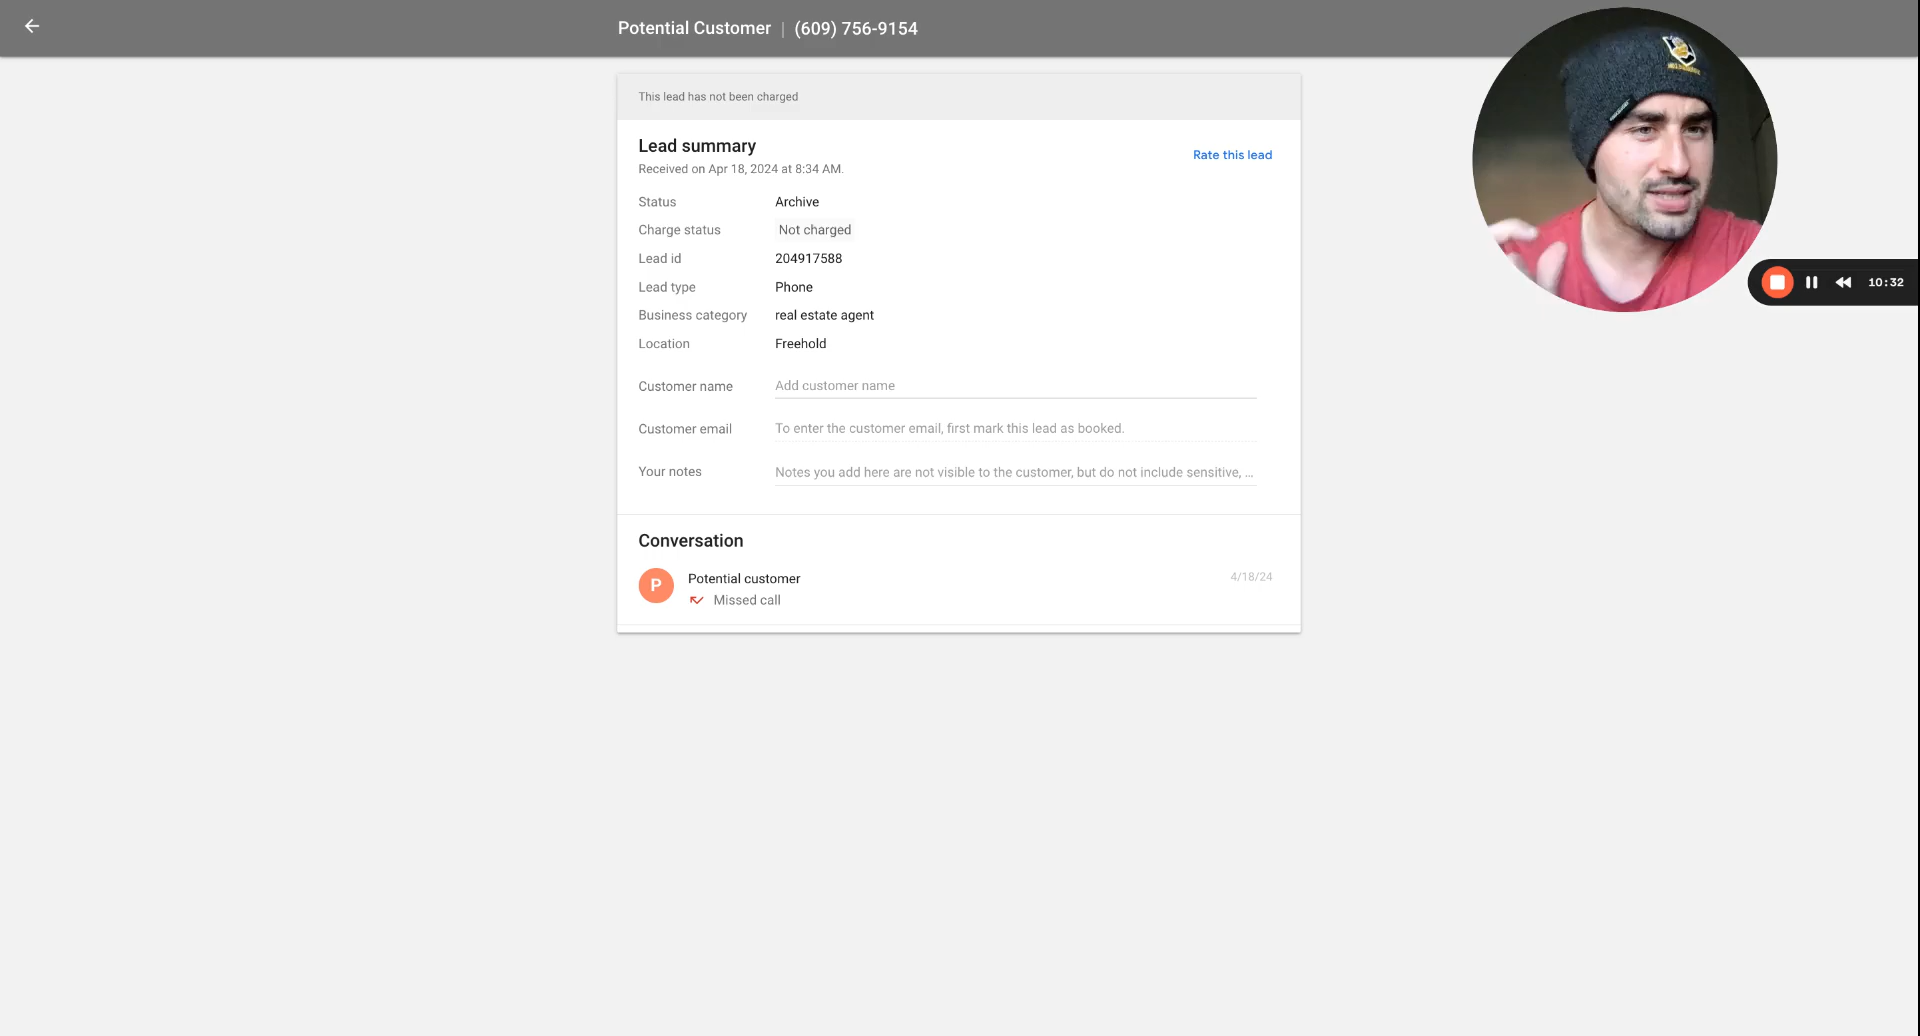 Potential Customer | (609) 756-9154
This lead has not been charged
Lead summary
Rate this lead
Received on Apr 18, 2024 at 8:34 AM.
Status Archive
Charge status Not charged
Lead id 204917588
Lead type Phone
Business category real estate agent
Location Freehold
Customer name Add customer name
Customer email To enter the customer email, first mark this lead as booked.
Your notes Notes you add here are not visible to the customer, but do not include sensitive, ...
Conversation
P
Potential customer 4/18/24
Missed call
10:32